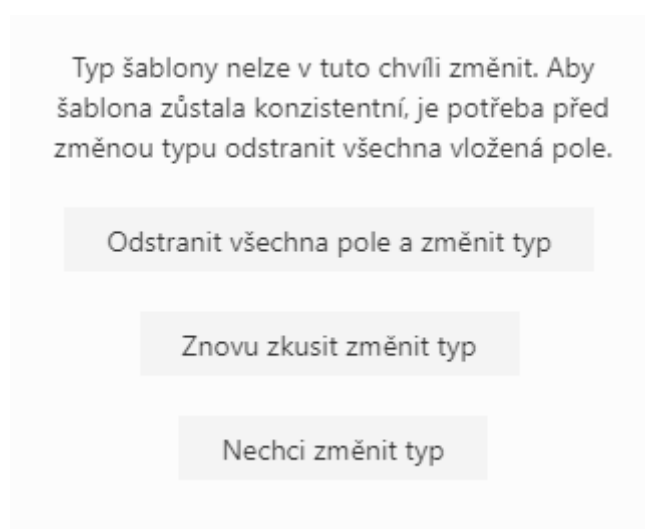 Typ šablony nelze v tuto chvíli změnit. Aby
šablona zůstala konzistentní, je potřeba před
změnou typu odstranit všechna vložená pole.
Odstranit všechna pole a změnit typ
Znovu zkusit změnit typ
Nechci změnit typ